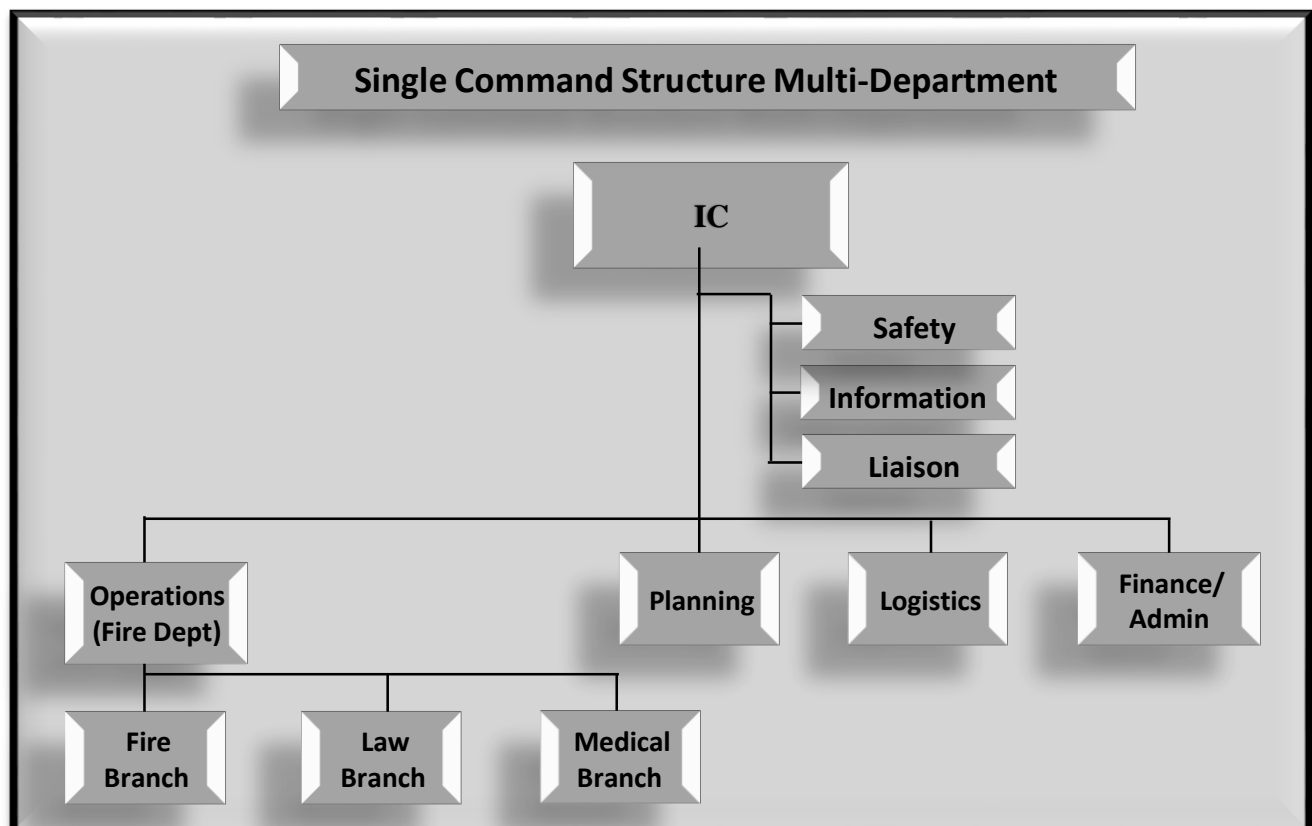 Single Command Structure Multi-Department
IC
Safety
Information
Liaison
Operations
(Fire Dept)
Planning
Logistics
Finance/
Admin
Fire
Branch
Law
Branch
Medical
Branch